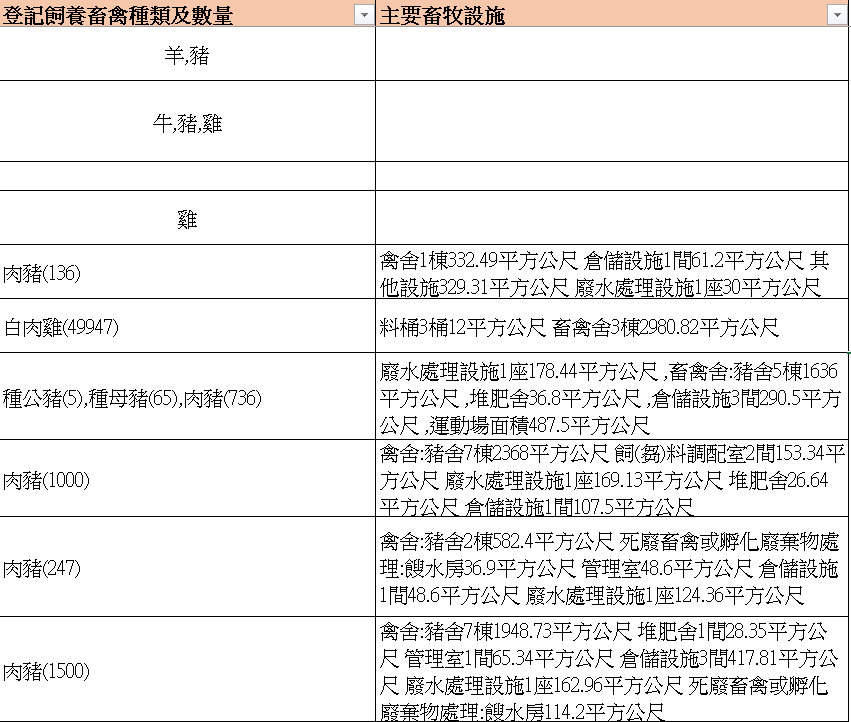 登記飼養畜禽種類及數量 主要畜牧設施
羊,豬
牛,豬,雞
雞
肉豬(136)
禽舍1棟332.49平方公尺 倉儲設施1間61.2平方公尺 其
他設施329.31平方公尺 廢水處理設施1座30平方公尺
白肉雞(49947)
料桶3桶12平方公尺 畜禽舍3棟2980.82平方公尺
種公豬(5),種母豬(65),肉豬(736)
廢水處理設施1座178.44平方公尺 ,畜禽舍:豬舍5棟1636
平方公尺 ,堆肥舍36.8平方公尺 ,倉儲設施3間290.5平方
公尺 ,運動場面積487.5平方公尺
肉豬(1000)
禽舍:豬舍7棟2368平方公尺 飼(芻)料調配室2間153.34平
方公尺 廢水處理設施1座169.13平方公尺 堆肥舍26.64
平方公尺 倉儲設施1間107.5平方公尺
肉豬(247)
禽舍:豬舍2棟582.4平方公尺 死廢畜禽或孵化廢棄物處
理:餿水房36.9平方公尺 管理室48.6平方公尺 倉儲設施
1間48.6平方公尺 廢水處理設施1座124.36平方公尺
肉豬(1500)
禽舍:豬舍7棟1948.73平方公尺 堆肥舍1間28.35平方公
尺 管理室1間65.34平方公尺 倉儲設施3間417.81平方公
尺 廢水處理設施1座162.96平方公尺 死廢畜禽或孵化
廢棄物處理:餿水房114.2平方公尺